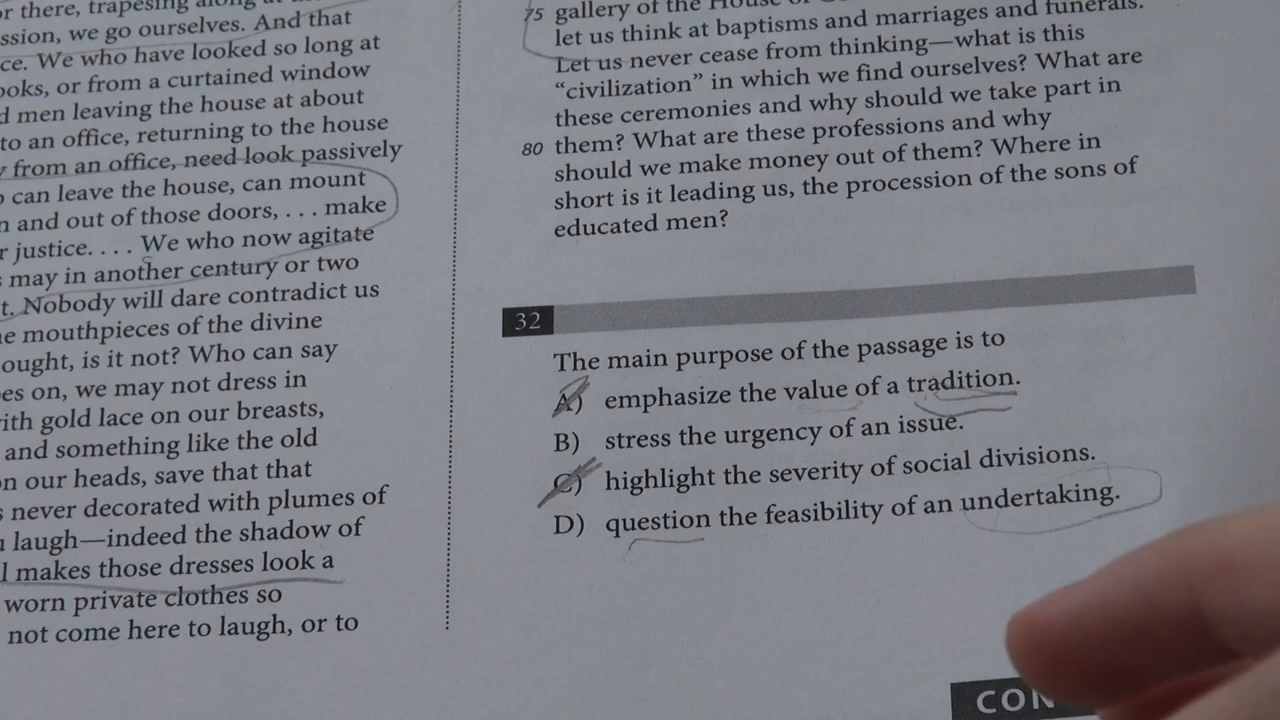 or there, trapesing along at
ssion, we go ourselves. And that
ce. We who have looked so long at
ooks, or from a curtained window
d men leaving the house at about
to an office, returning to the house
y from an office, need look passively
o can leave the house, can mount
n and out of those doors, . . . make
r justice. . . . We who now agitate
s may in another century or two
t. Nobody will dare contradict us
he mouthpieces of the divine
ought, is it not? Who can say
es on, we may not dress in
with gold lace on our breasts,
and something like the old
on our heads, save that that
s never decorated with plumes of
u laugh—indeed the shadow of
l makes those dresses look a
worn private clothes so
not come here to laugh, or to
75 gallery of the House of
let us think at baptisms and marriages and funerals.
Let us never cease from thinking—what is this
“civilization” in which we find ourselves? What are
these ceremonies and why should we take part in
80 them? What are these professions and why
should we make money out of them? Where in
short is it leading us, the procession of the sons of
educated men?
32
The main purpose of the passage is to
A) emphasize the value of a tradition.
B) stress the urgency of an issue.
C) highlight the severity of social divisions.
D) question the feasibility of an undertaking.
CON